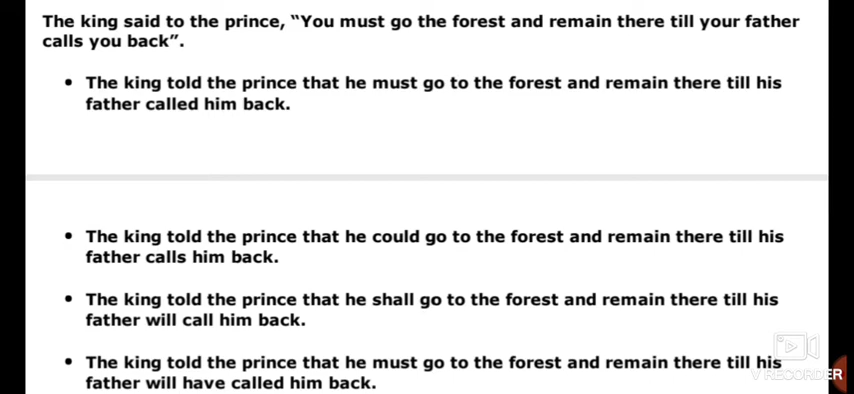 The king said to the prince, “You must go the forest and remain there till your father
calls you back”.
• The king told the prince that he must go to the forest and remain there till his
father called him back.
• The king told the prince that he could go to the forest and remain there till his
father calls him back.
• The king told the prince that he shall go to the forest and remain there till his
father will call him back.
• The king told the prince that he must go to the forest and remain there till his
father will have called him back.
V RECORDER